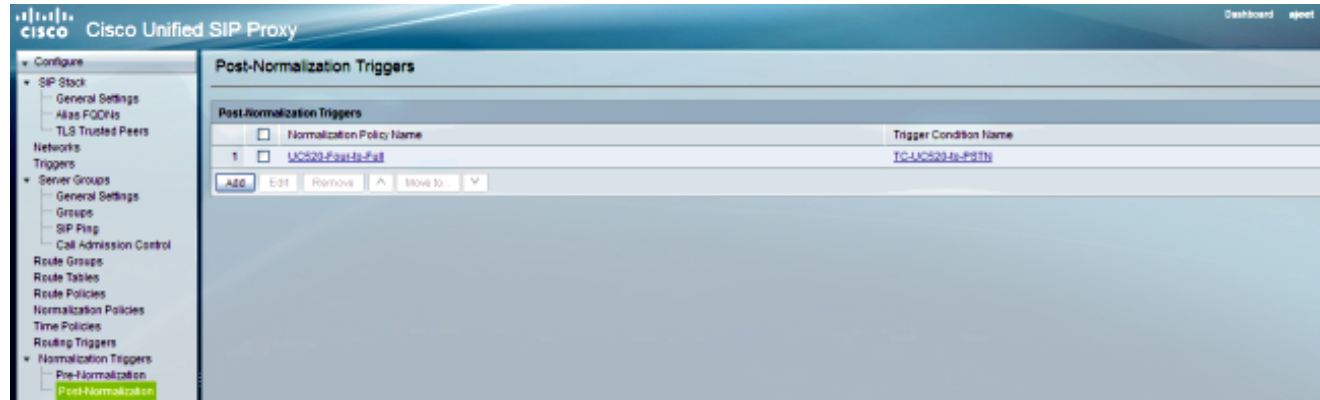 Dashboard ajeet
CISCO Cisco Unified SIP Proxy
Configure
SIP Stack
General Settings
Alias FQDNs
TLS Trusted Peers
Networks
Triggers
Server Groups
General Settings
Groups
SIP Ping
Call Admission Control
Route Groups
Route Tables
Route Policies
Normalization Policies
Time Policies
Routing Triggers
Normalization Triggers
Pre-Normalization
Post-Normalization
Post-Normalization Triggers
Post-Normalization Triggers
Normalization Policy Name Trigger Condition Name
1 UC520-Four-to-Full TC-UC520-to-PSTN
Add Edit Remove Move to...